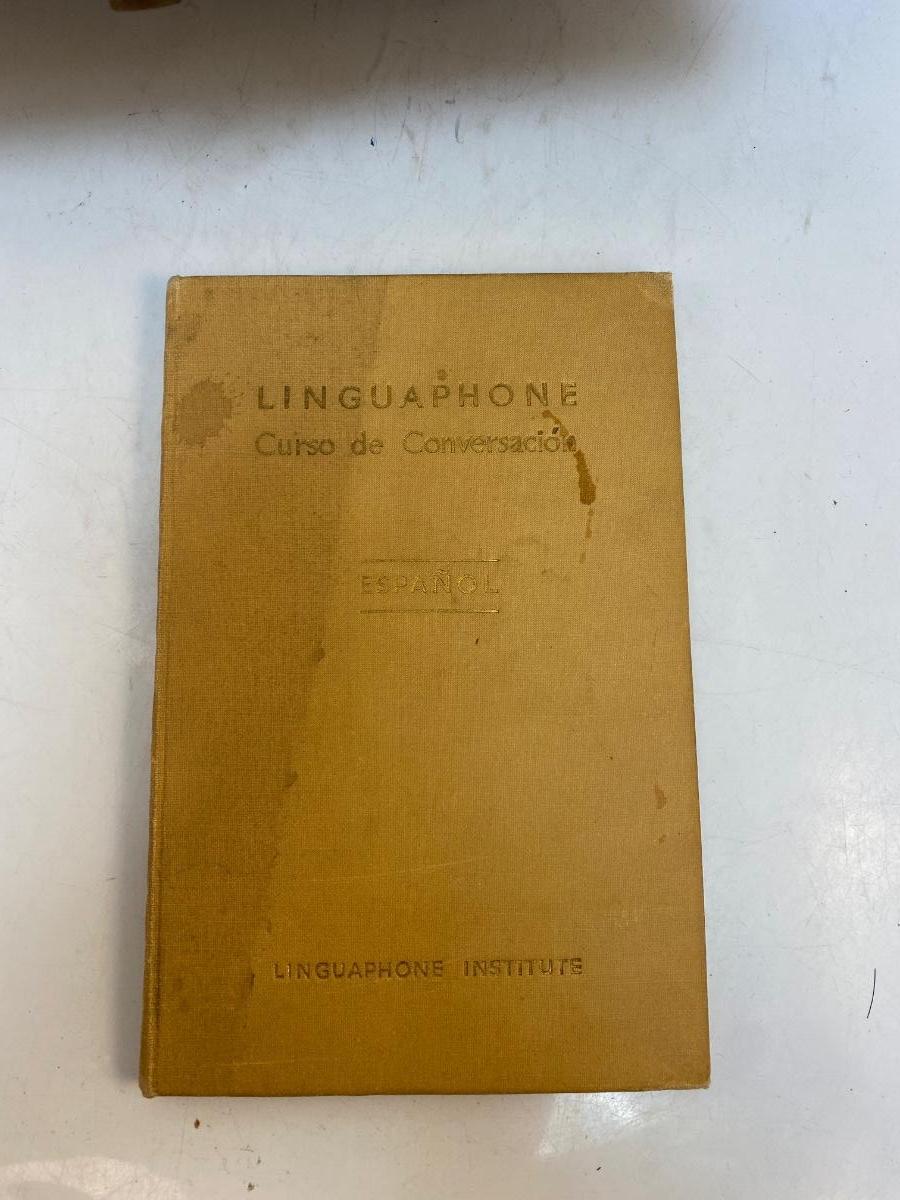 LINGUAPHONE
Curso de Conversación
ESPAÑOL
LINGUAPHONE INSTITUTE